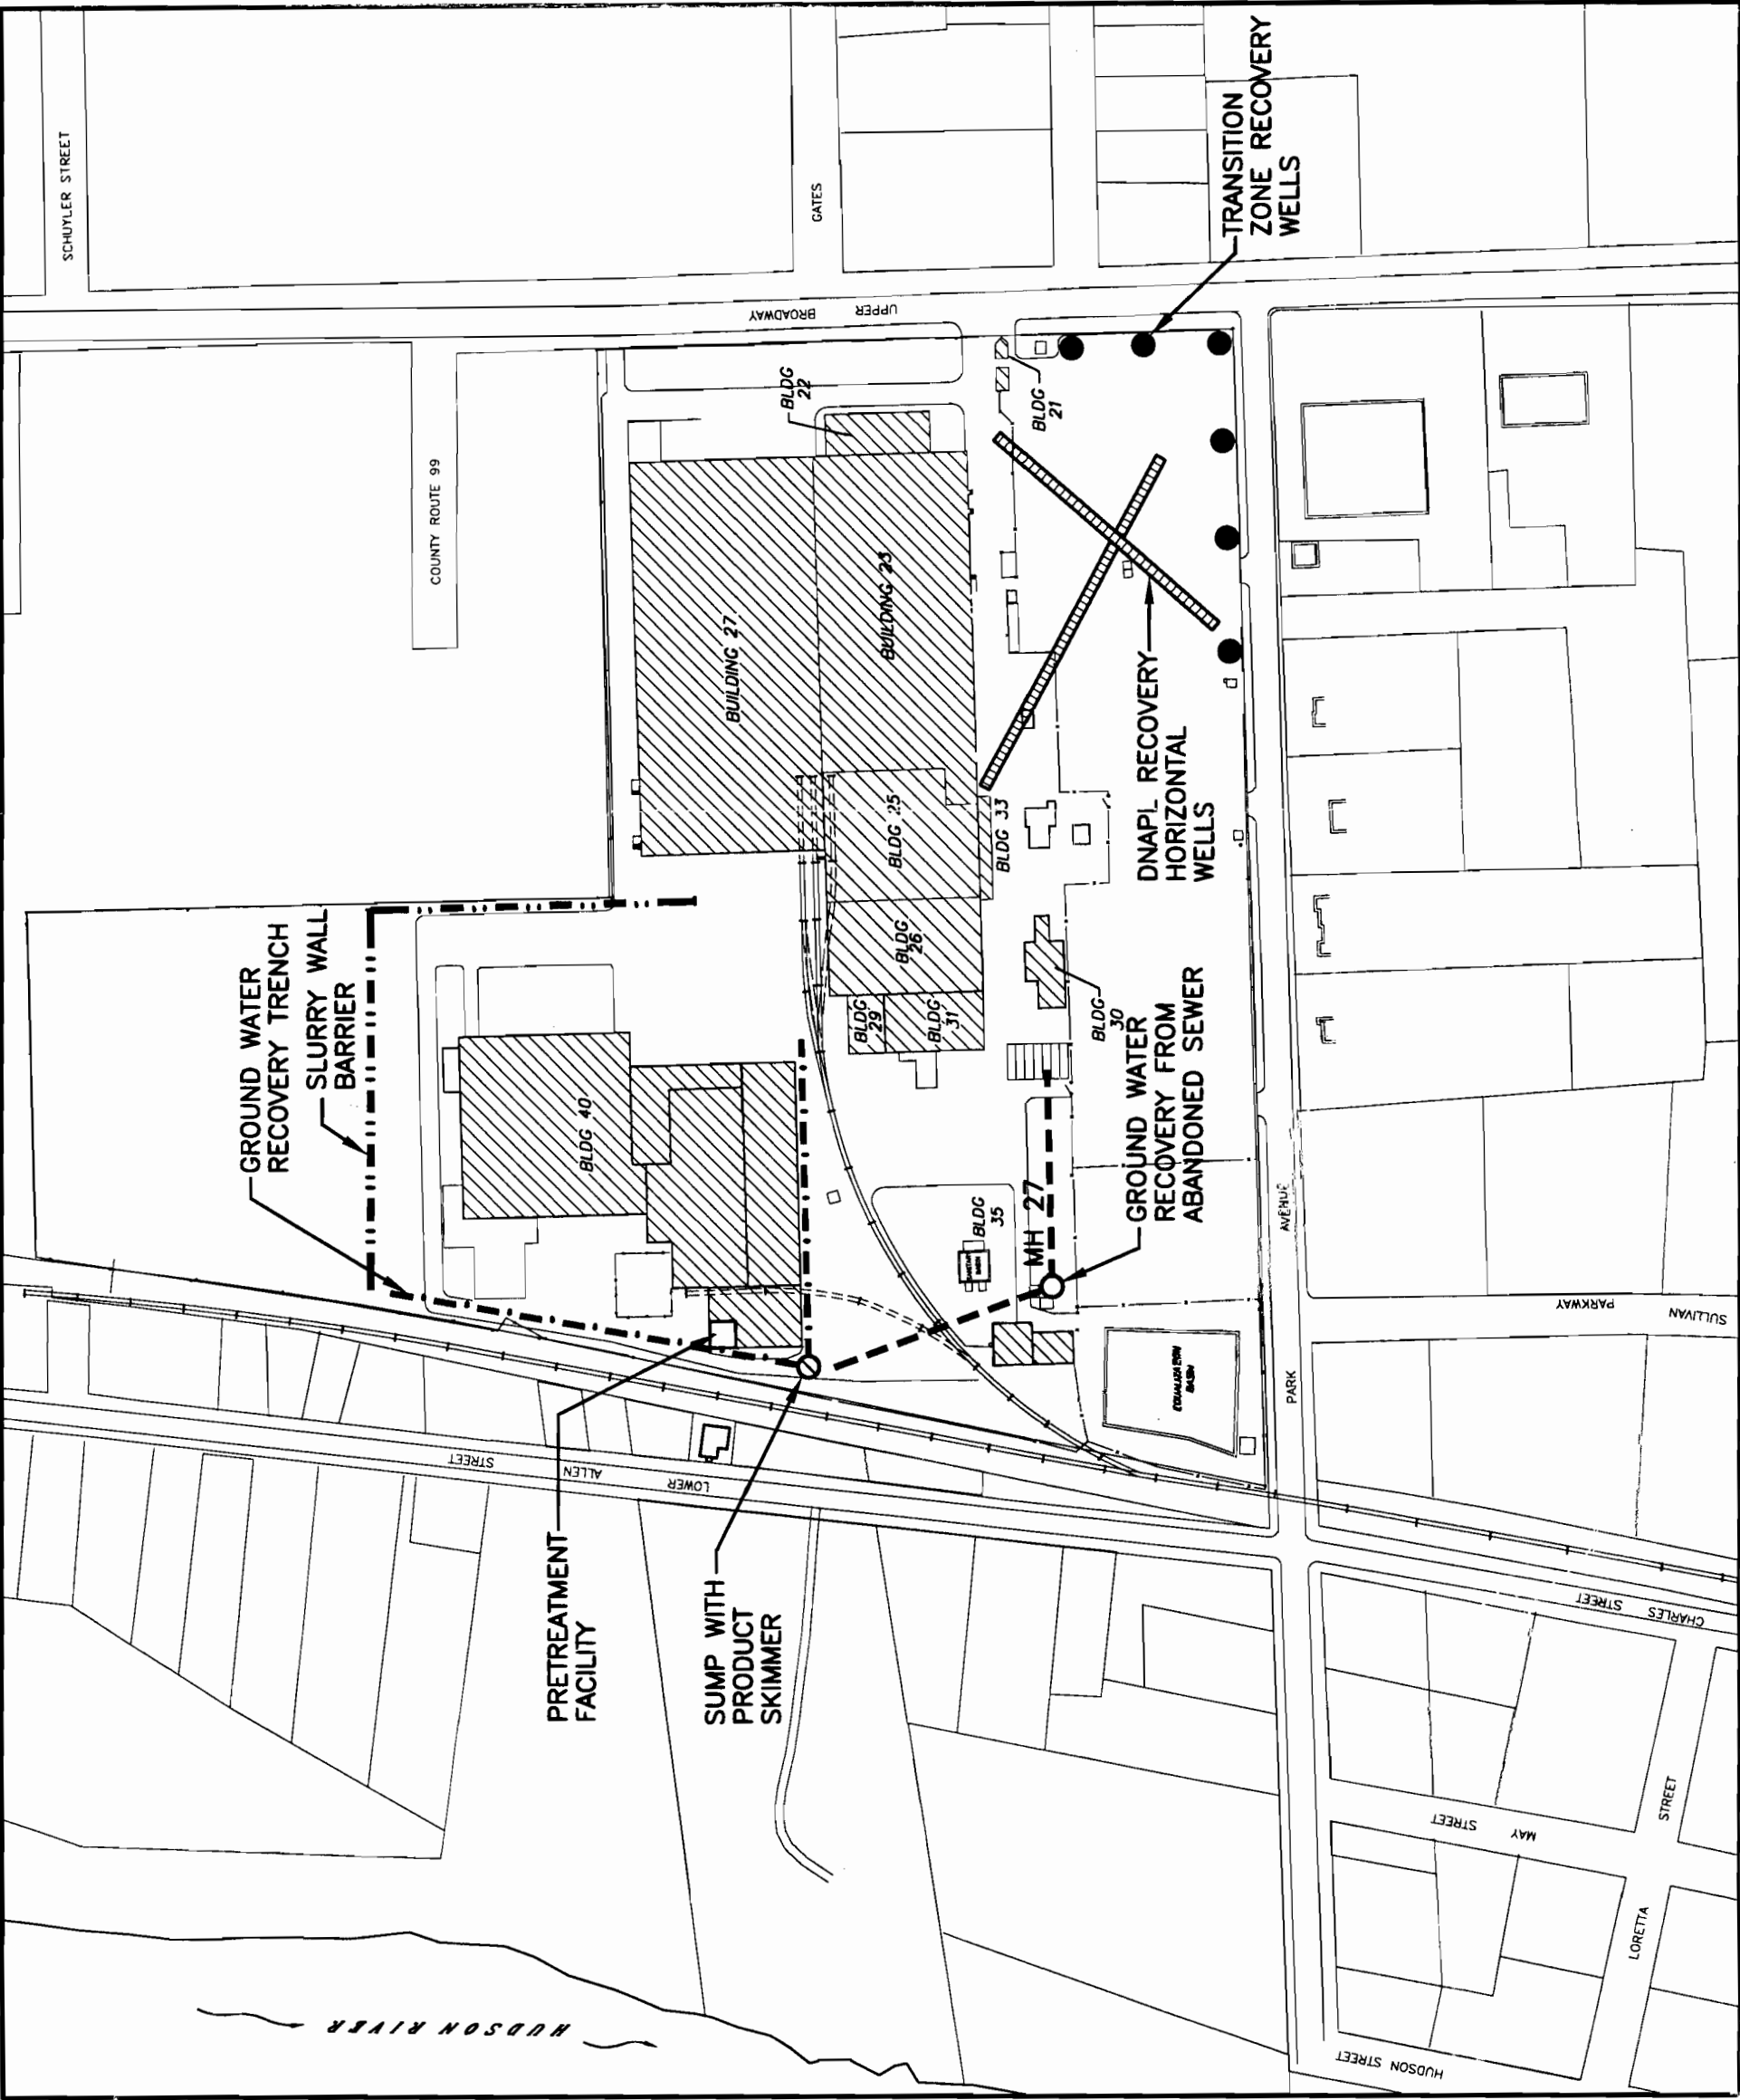 SCHUYLER STREET
COUNTY ROUTE 99
GATES
UPPER BROADWAY
TRANSITION
ZONE RECOVERY
WELLS
BLDG
22
BLDG
21
BUILDING 27
BUILDING 23
BLDG 25
BLDG 33
BLDG
26
BLDG
29
BLDG
31
BLDG
30
DNAPL RECOVERY
HORIZONTAL
WELLS
GROUND WATER
RECOVERY TRENCH
SLURRY WALL
BARRIER
BLDG 40
GROUND WATER
RECOVERY FROM
ABANDONED SEWER
MH 27
BLDG
35
EQUALIZATION
BASIN
PARK AVENUE
SULLIVAN PARKWAY
PRETREATMENT
FACILITY
SUMP WITH
PRODUCT
SKIMMER
LOWER ALLEN STREET
CHARLES STREET
MAY STREET
LORETTA STREET
HUDSON STREET
HUDSON RIVER